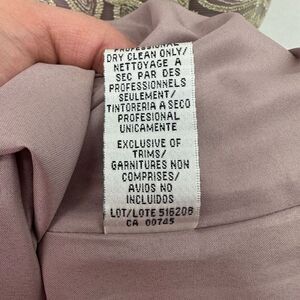 PROFESSIONAL
DRY CLEAN ONLY/
NETTOYAGE A
SEC PAR DES
PROFESSIONNELS
SEULEMENT/
TINTORERIA A SECO
PROFESIONAL
UNICAMENTE
EXCLUSIVE OF
TRIMS/
GARNITURES NON
COMPRISES/
AVIOS NO
INCLUIDOS
LOT/LOTE 516208
CA 00745